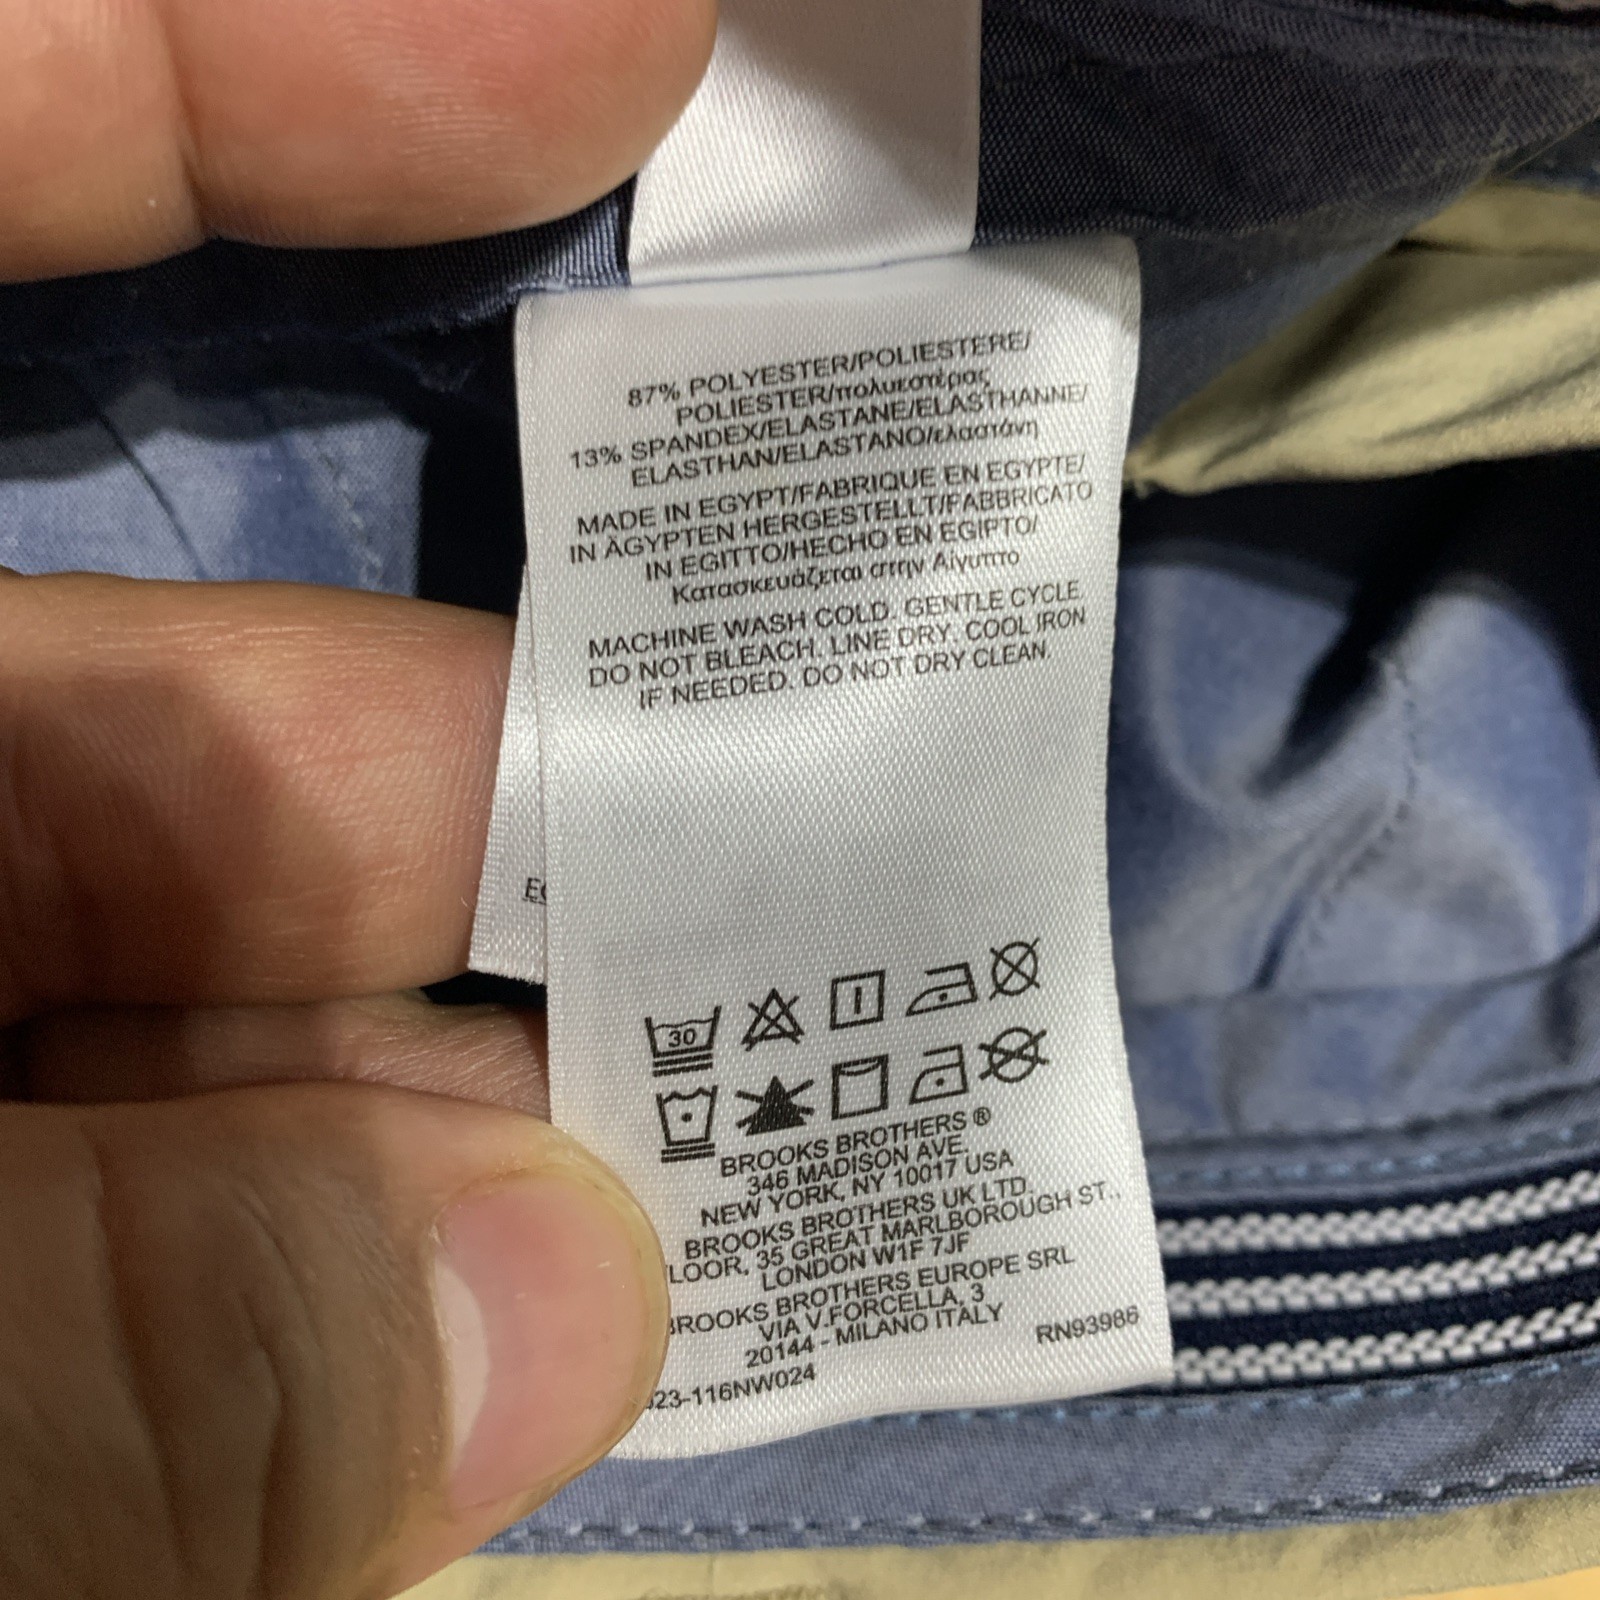 87% POLYESTER/POLIESTERE/
POLIESTER/πολυεστέρας
13% SPANDEX/ELASTANE/ELASTHANNE/
ELASTHAN/ELASTANO/ελαστάνη
MADE IN EGYPT/FABRIQUE EN EGYPTE/
IN ÄGYPTEN HERGESTELLT/FABBRICATO
IN EGITTO/HECHO EN EGIPTO/
Κατασκευάζεται στην Αίγυπτο
MACHINE WASH COLD. GENTLE CYCLE.
DO NOT BLEACH. LINE DRY. COOL IRON
IF NEEDED. DO NOT DRY CLEAN.
30
BROOKS BROTHERS ®
346 MADISON AVE.
NEW YORK, NY 10017 USA
BROOKS BROTHERS UK LTD.
LOOR, 35 GREAT MARLBOROUGH ST.,
LONDON W1F 7JF
BROOKS BROTHERS EUROPE SRL
VIA V.FORCELLA, 3
20144 - MILANO ITALY
RN93986
23-116NW024